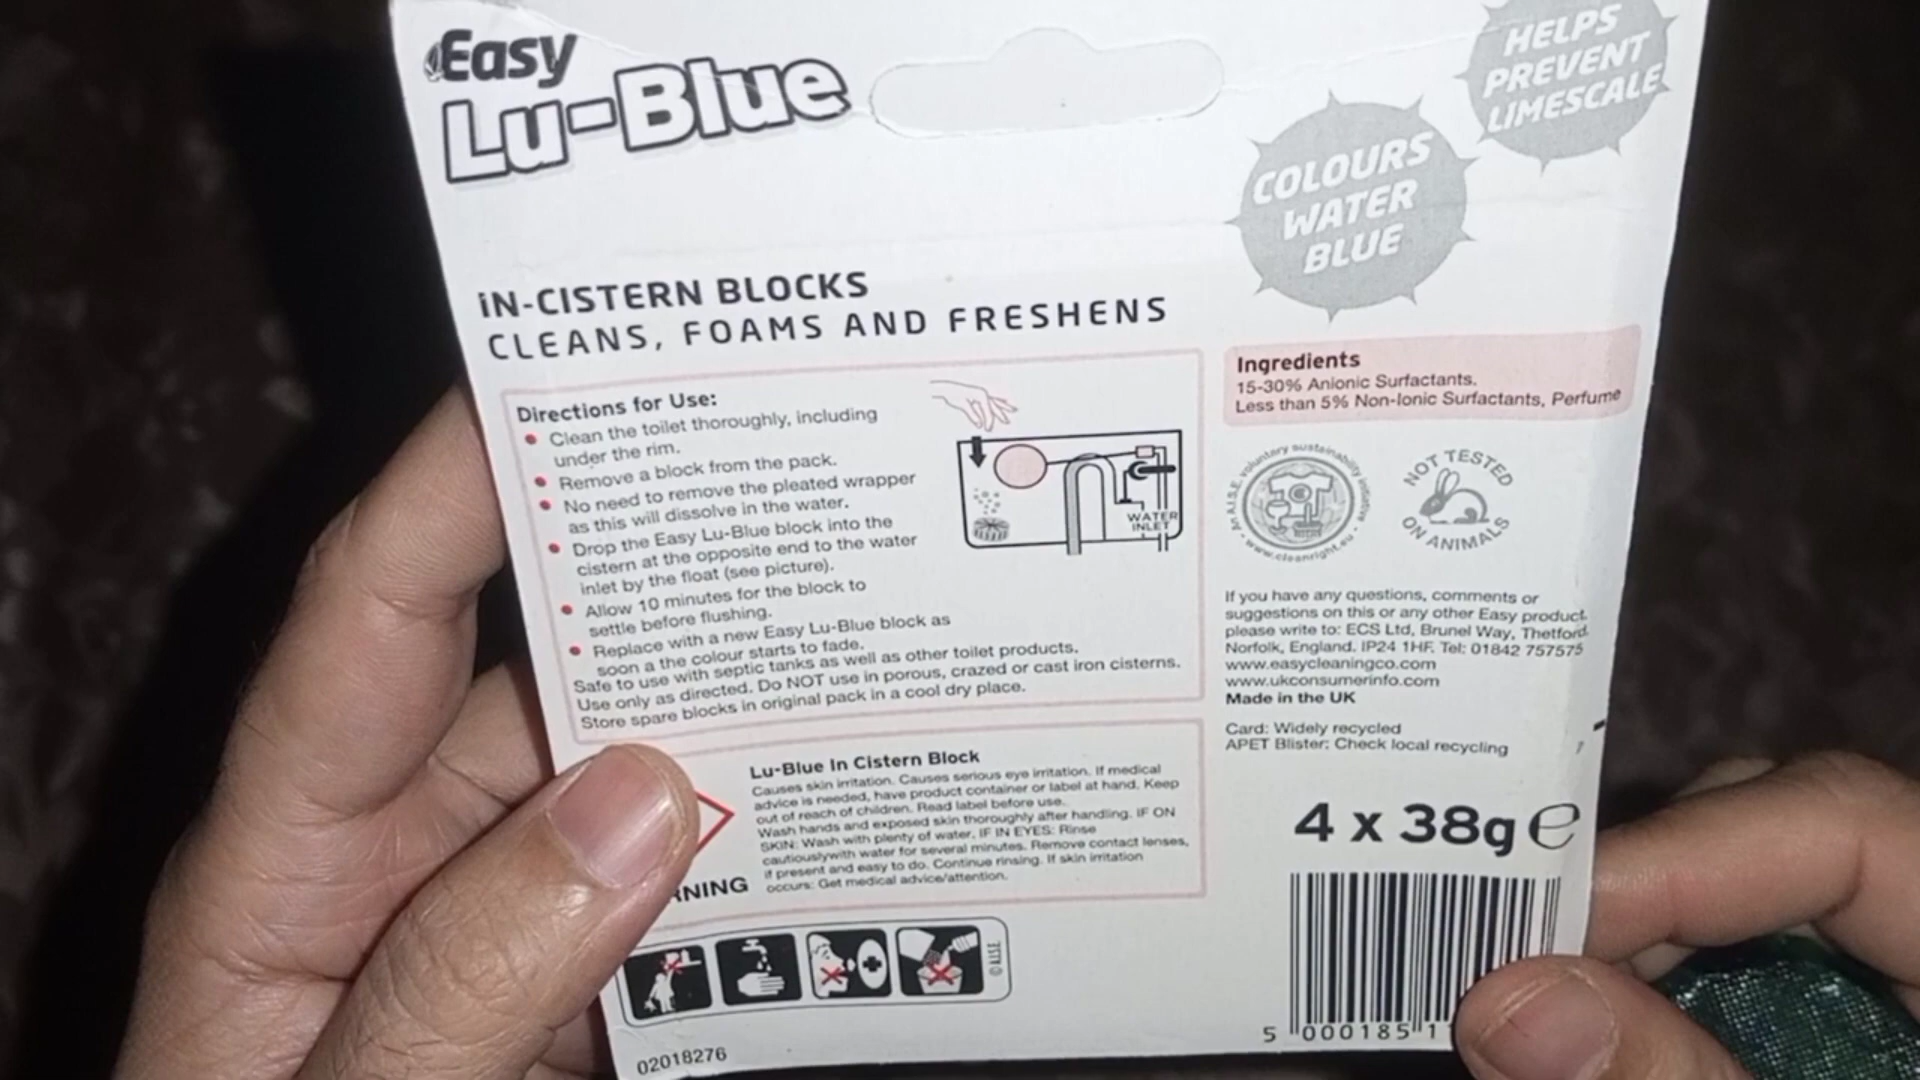 Easy
Lu-Blue
HELPS
PREVENT
LIMESCALE
COLOURS
WATER
BLUE
iN-CISTERN BLOCKS
CLEANS, FOAMS AND FRESHENS
Directions for Use:
Clean the toilet thoroughly, including
under the rim.
Remove a block from the pack.
No need to remove the pleated wrapper
as this will dissolve in the water.
Drop the Easy Lu-Blue block into the
cistern at the opposite end to the water
inlet by the float (see picture).
Allow 10 minutes for the block to
settle before flushing.
Replace with a new Easy Lu-Blue block as
soon a the colour starts to fade.
Safe to use with septic tanks as well as other toilet products.
Use only as directed. Do NOT use in porous, crazed or cast iron cisterns.
Store spare blocks in original pack in a cool dry place.
WATER
INLET
Ingredients
15-30% Anionic Surfactants.
Less than 5% Non-Ionic Surfactants, Perfume
An A.I.S.E. voluntary sustainability initiative
www.cleanright.eu
NOT TESTED
ON ANIMALS
If you have any questions, comments or
suggestions on this or any other Easy product
please write to: ECS Ltd, Brunel Way, Thetford
Norfolk, England. IP24 1HF. Tel: 01842 757575
www.easycleaningco.com
www.ukconsumerinfo.com
Made in the UK
Card: Widely recycled
APET Blister: Check local recycling
Lu-Blue In Cistern Block
Causes skin irritation. Causes serious eye irritation. If medical
advice is needed, have product container or label at hand. Keep
out of reach of children. Read label before use.
Wash hands and exposed skin thoroughly after handling. IF ON
SKIN: Wash with plenty of water. IF IN EYES: Rinse
cautiouslywith water for several minutes. Remove contact lenses,
if present and easy to do. Continue rinsing. If skin irritation
occurs: Get medical advice/attention.
RNING
4 x 38g e
© A.I.S.E
5 000185 1
02018276